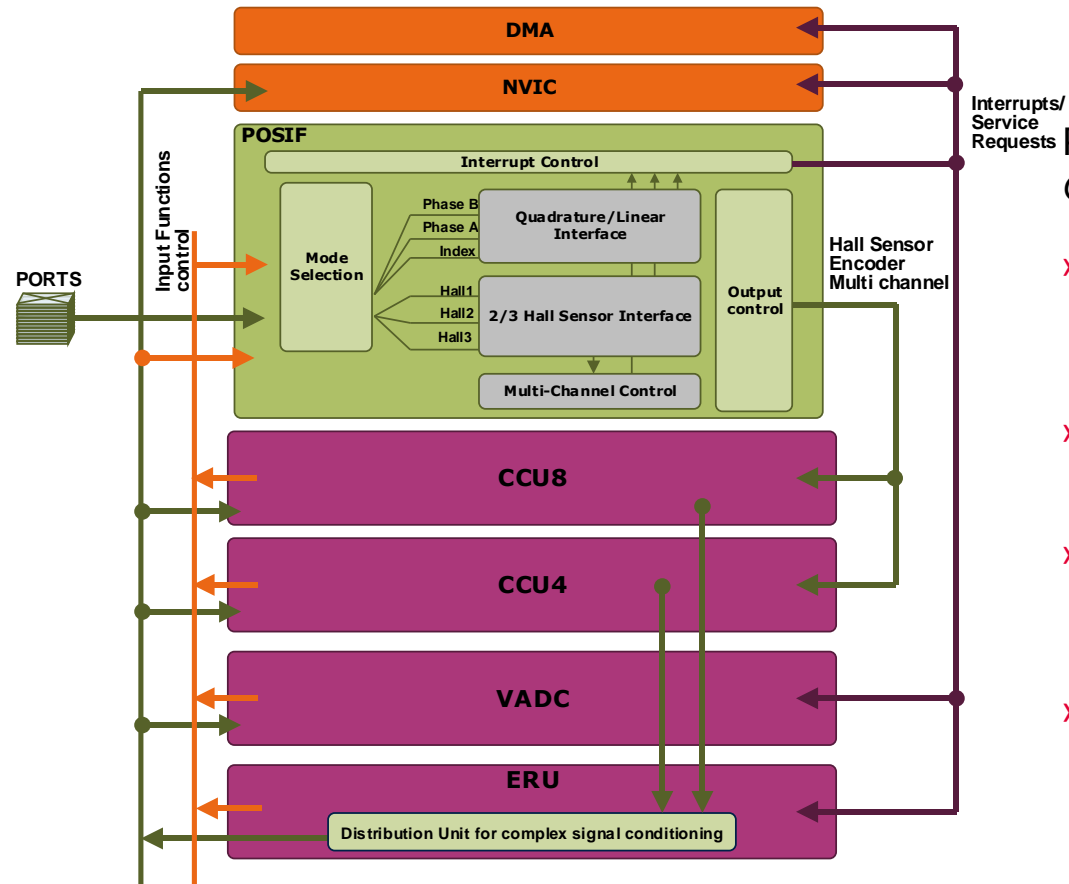 DMA
NVIC
Interrupts/
Service
Requests
POSIF
Interrupt Control
Input Functions
control
Mode
Selection
Phase B
Phase A
Index
Hall1
Hall2
Hall3
Quadrature/Linear
Interface
2/3 Hall Sensor Interface
Multi-Channel Control
Output
control
Hall Sensor
Encoder
Multi channel
PORTS
CCU8
CCU4
VADC
ERU
Distribution Unit for complex signal conditioning